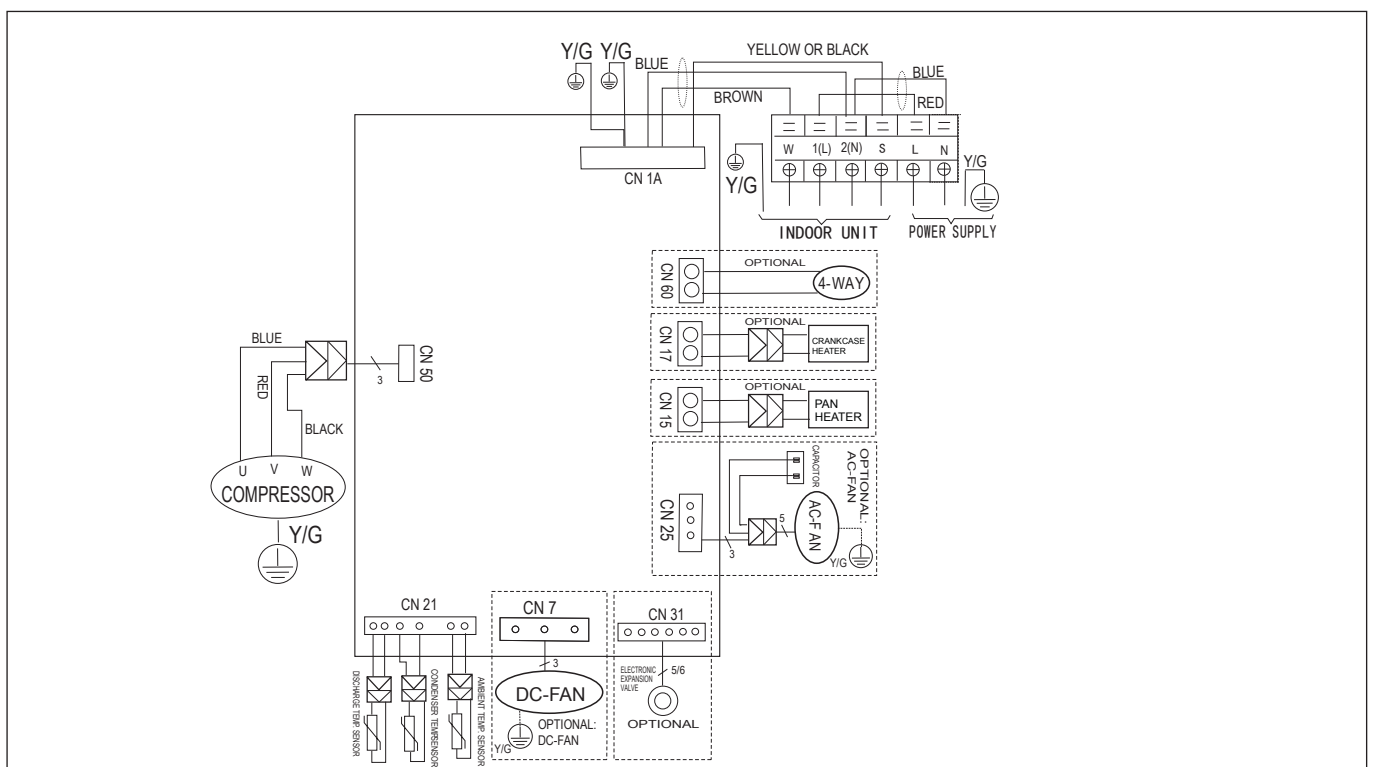 Y/G Y/G
YELLOW OR BLACK
BLUE
BLUE
BROWN
RED
W 1(L) 2(N) S L N
CN 1A
Y/G
Y/G
INDOOR UNIT
POWER SUPPLY
CN 60
OPTIONAL
4-WAY
CN 17
OPTIONAL
CRANKCASE
HEATER
BLUE
RED
BLACK
3
CN 50
CN 15
OPTIONAL
PAN
HEATER
U V W
COMPRESSOR
Y/G
CN 25
3
CAPACITOR
5
AC-F AN
OPTIONAL:
AC-FAN
Y/G
CN 21
DISCHARGE TEMP. SENSOR
CONDENSER TEMP.SENSOR
AMBIENT TEMP. SENSOR
CN 7
3
DC-FAN
OPTIONAL:
DC-FAN
Y/G
CN 31
ELECTRONIC
EXPANSION
VALVE
5/6
OPTIONAL